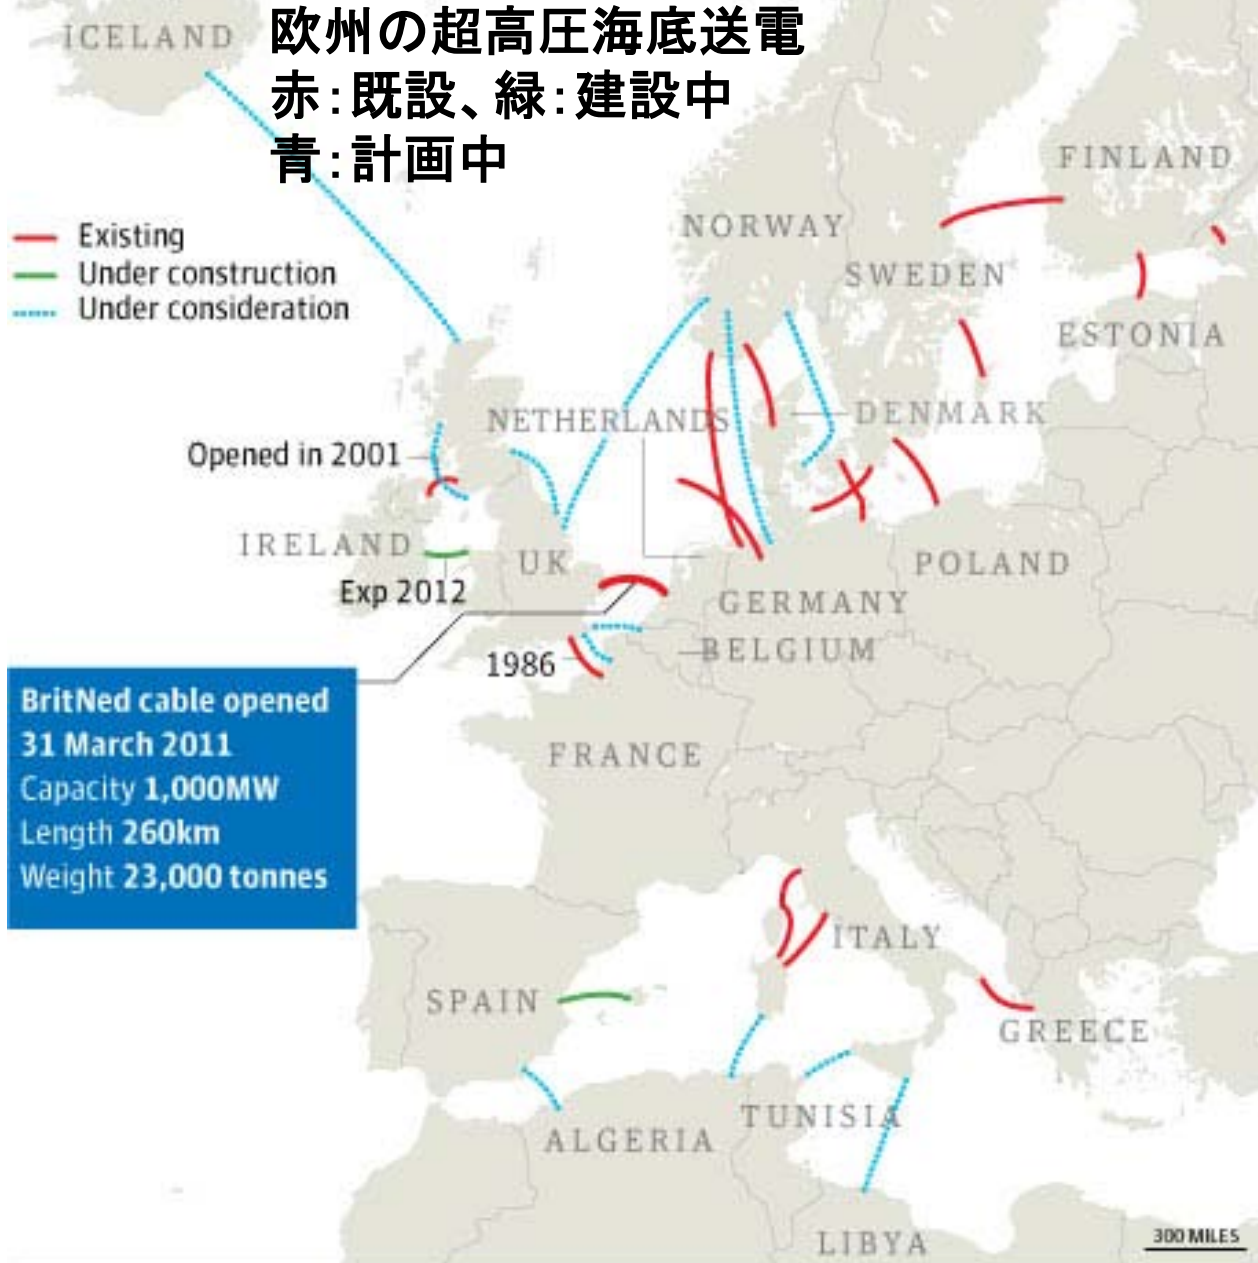 欧州の超高圧海底送電
赤：既設、緑：建設中
青：計画中
ICELAND
FINLAND
NORWAY
Existing
SWEDEN
Under construction
Under consideration
ESTONIA
NETHERLANDS
DENMARK
Opened in 2001
IRELAND
UK
POLAND
Exp 2012
GERMANY
BELGIUM
1986
BritNed cable opened
31 March 2011
Capacity 1,000MW
Length 260km
Weight 23,000 tonnes
FRANCE
ITALY
SPAIN
GREECE
TUNISIA
ALGERIA
LIBYA
300 MILES